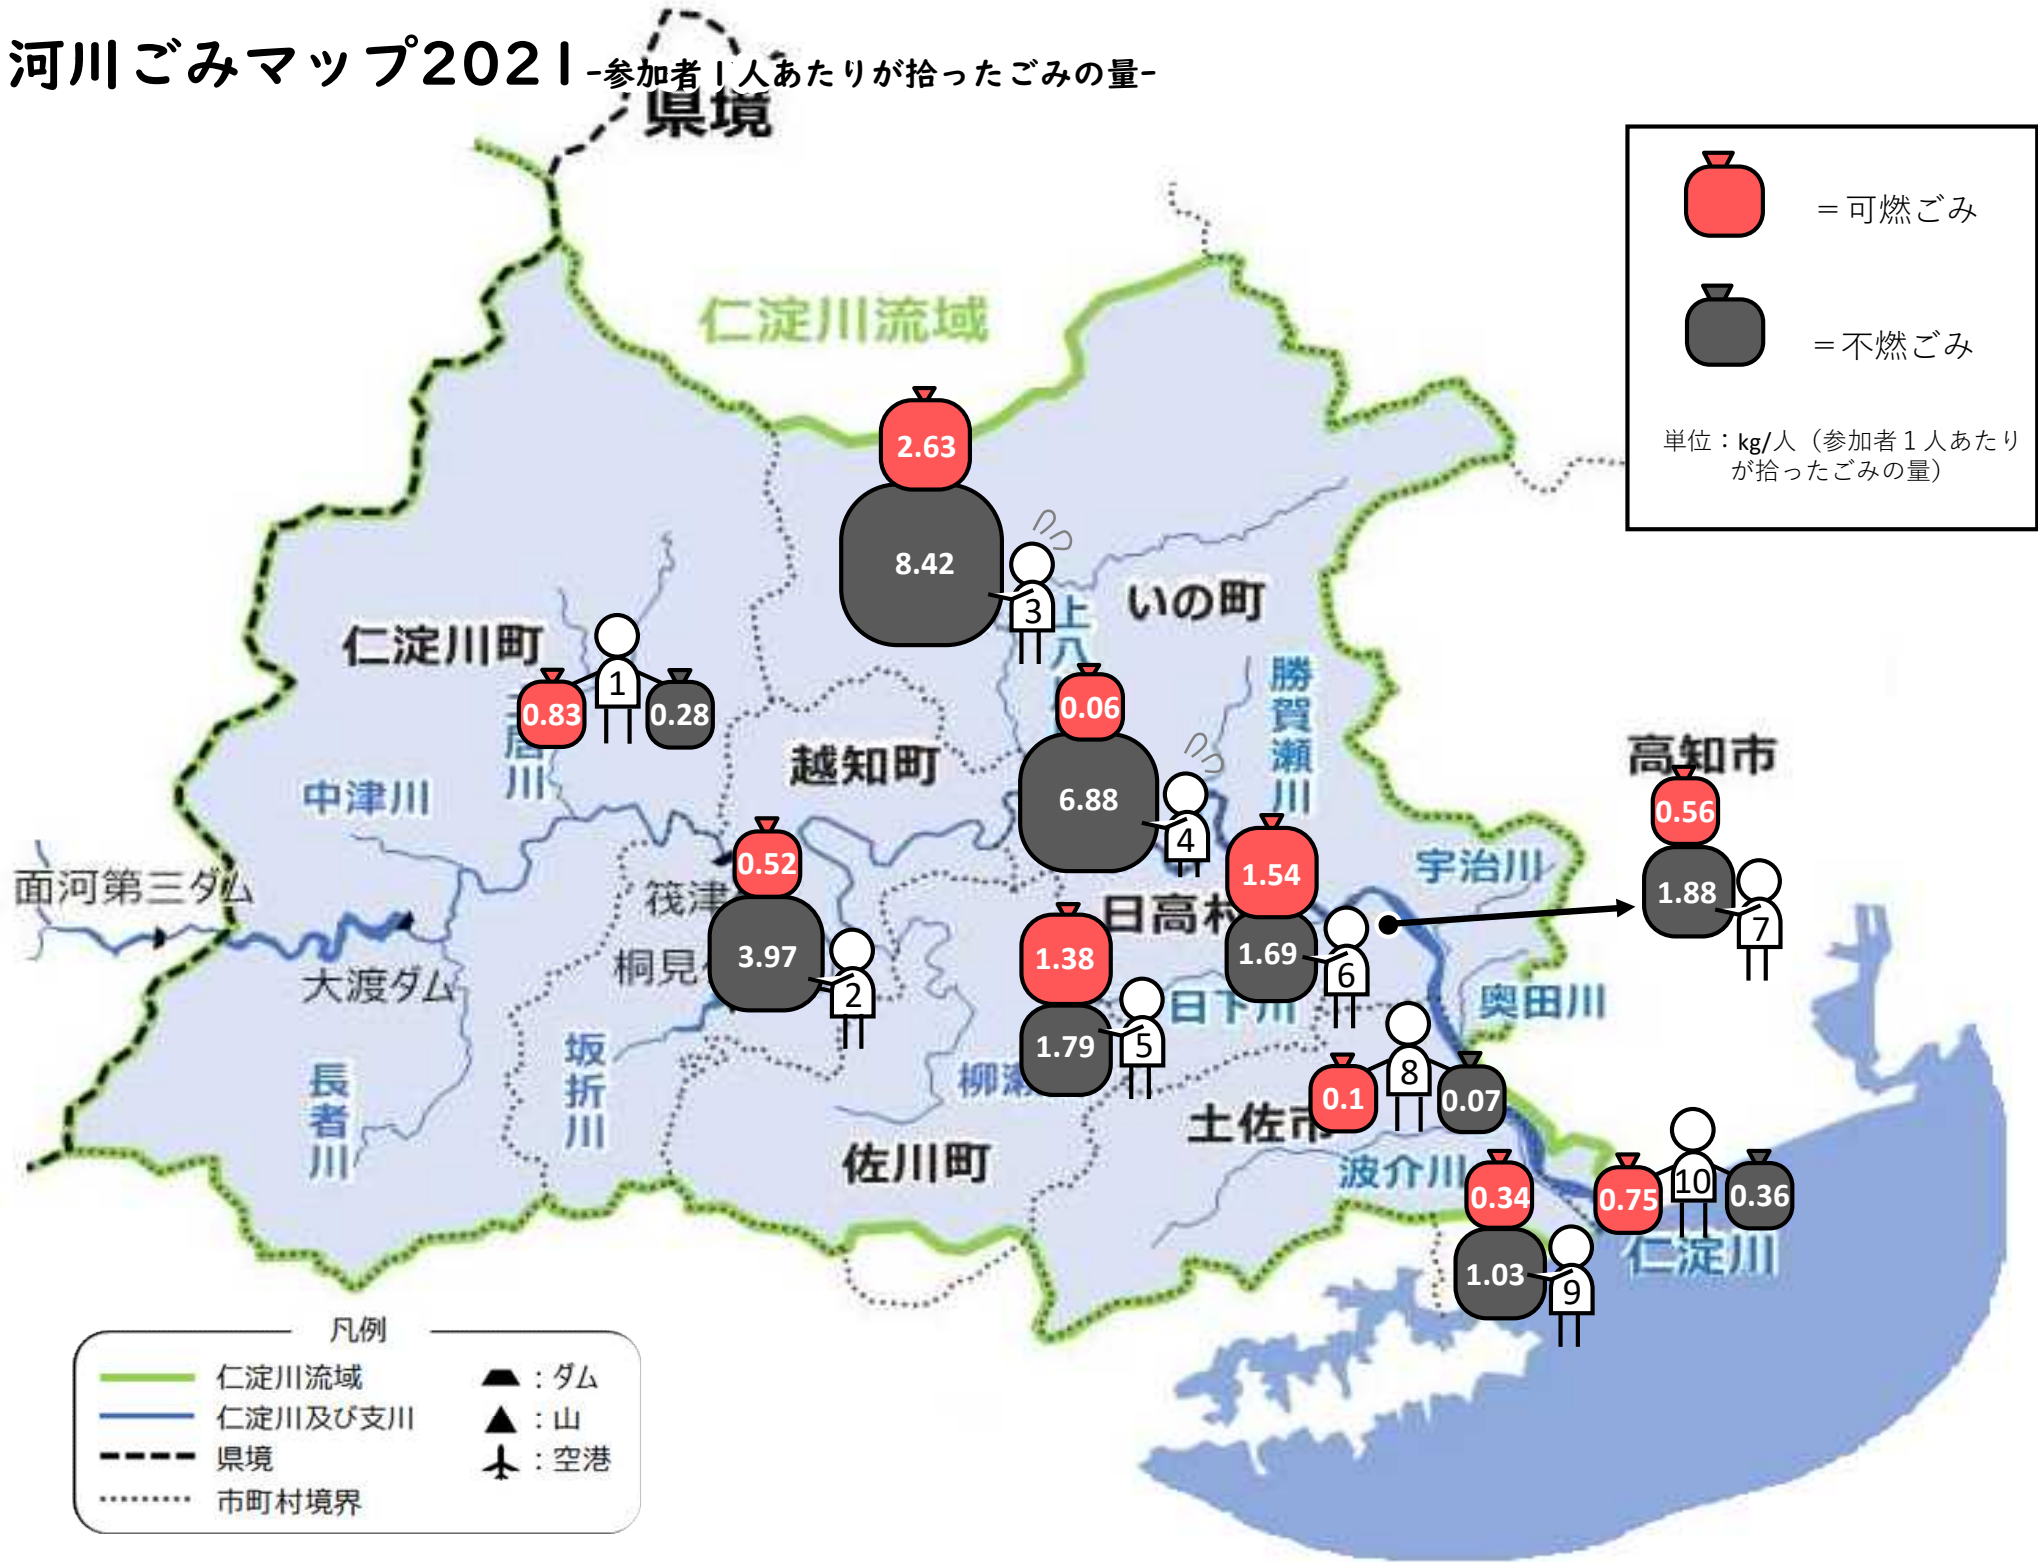 河川ごみマップ2021-参加者1人あたりが拾ったごみの量-
県境
=可燃ごみ
=不燃ごみ
単位:kg/人(参加者1人あたり
が拾ったごみの量)
仁淀川流域
2.63
8.42
3
いの町
仁淀川町
1
0.83
0.28
上八
0.06
6.88
4
勝賀瀬川
越知町
中津川
居川
高知市
0.56
1.88
7
面河第三ダム
筏津
0.52
3.97
2
桐見
大渡ダム
日高村
1.54
1.69
6
宇治川
1.38
1.79
5
日下川
奥田川
坂折川
長者川
柳瀬
8
0.1
0.07
土佐市
佐川町
波介川
0.34
1.03
9
10
0.75
0.36
仁淀川
凡例
仁淀川流域
仁淀川及び支川
県境
市町村境界
:ダム
:山
:空港